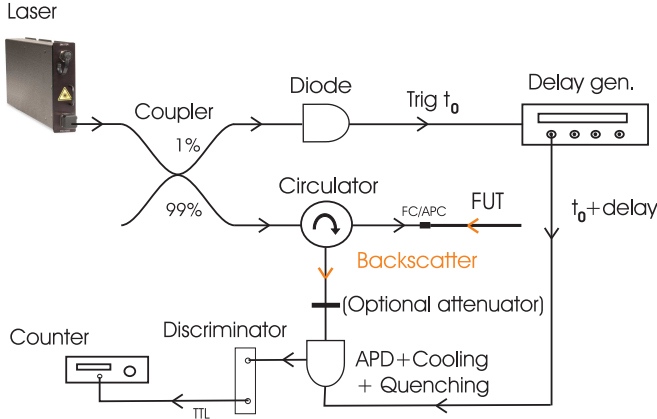 Laser
Diode
Trig t0
Delay gen.
Coupler
1%
99%
Circulator
FC/APC
FUT
t0+delay
Backscatter
(Optional attenuator)
Counter
Discriminator
APD+Cooling
+ Quenching
TTL